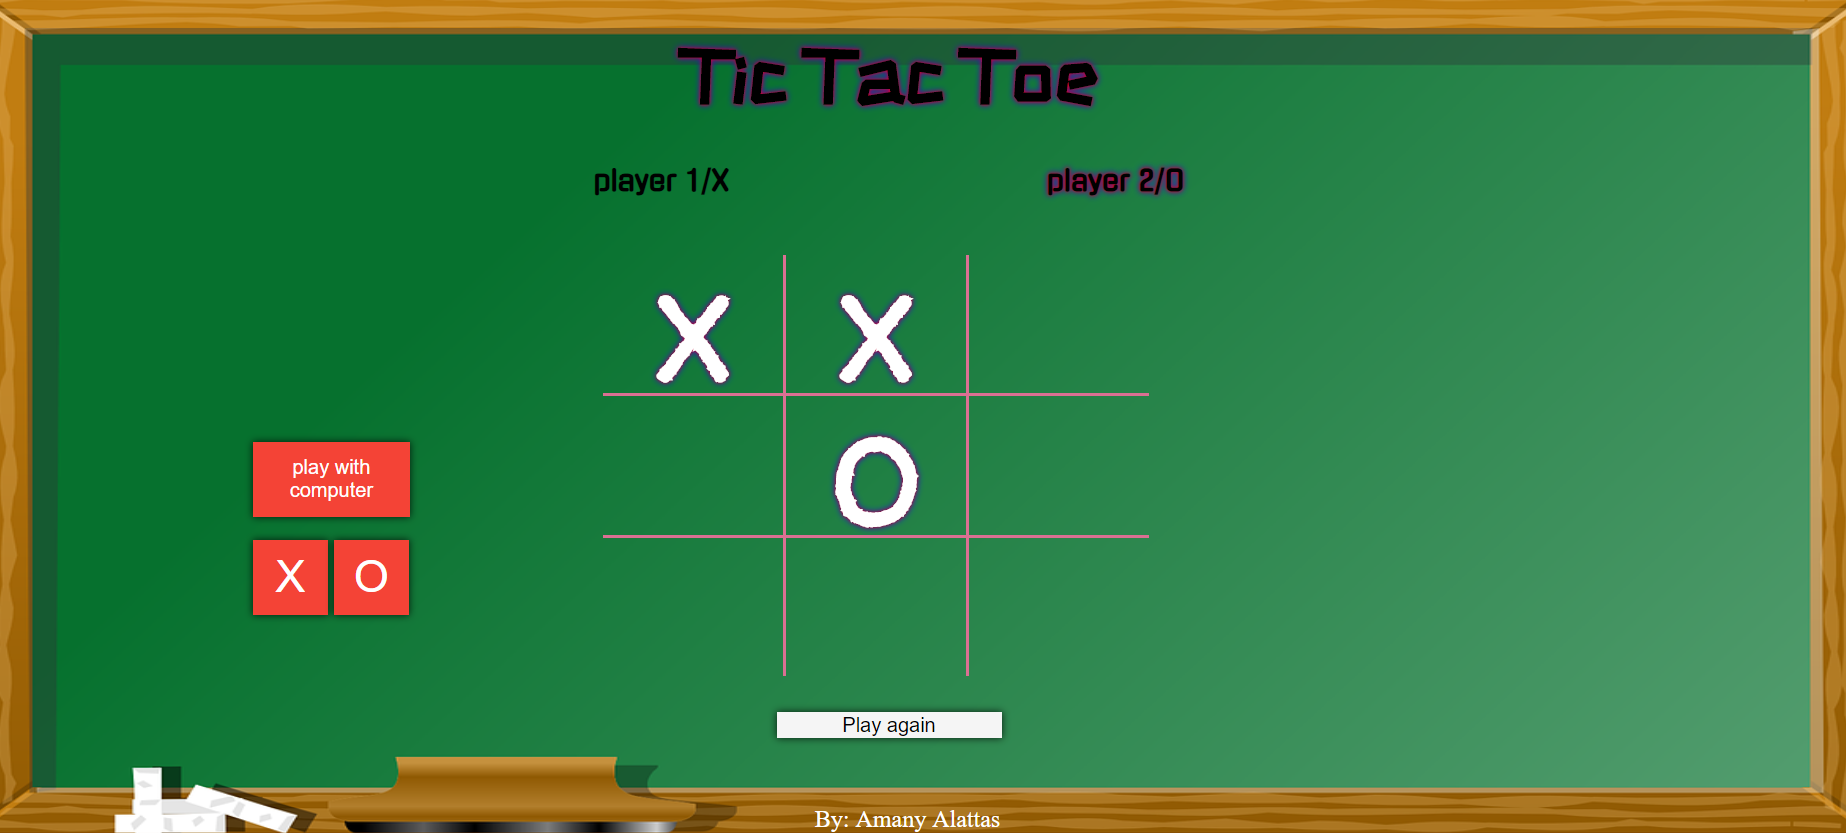 Tic Tac Toe
player 1/X
player 2/O
X X
O
play with
computer
X O
Play again
By: Amany Alattas